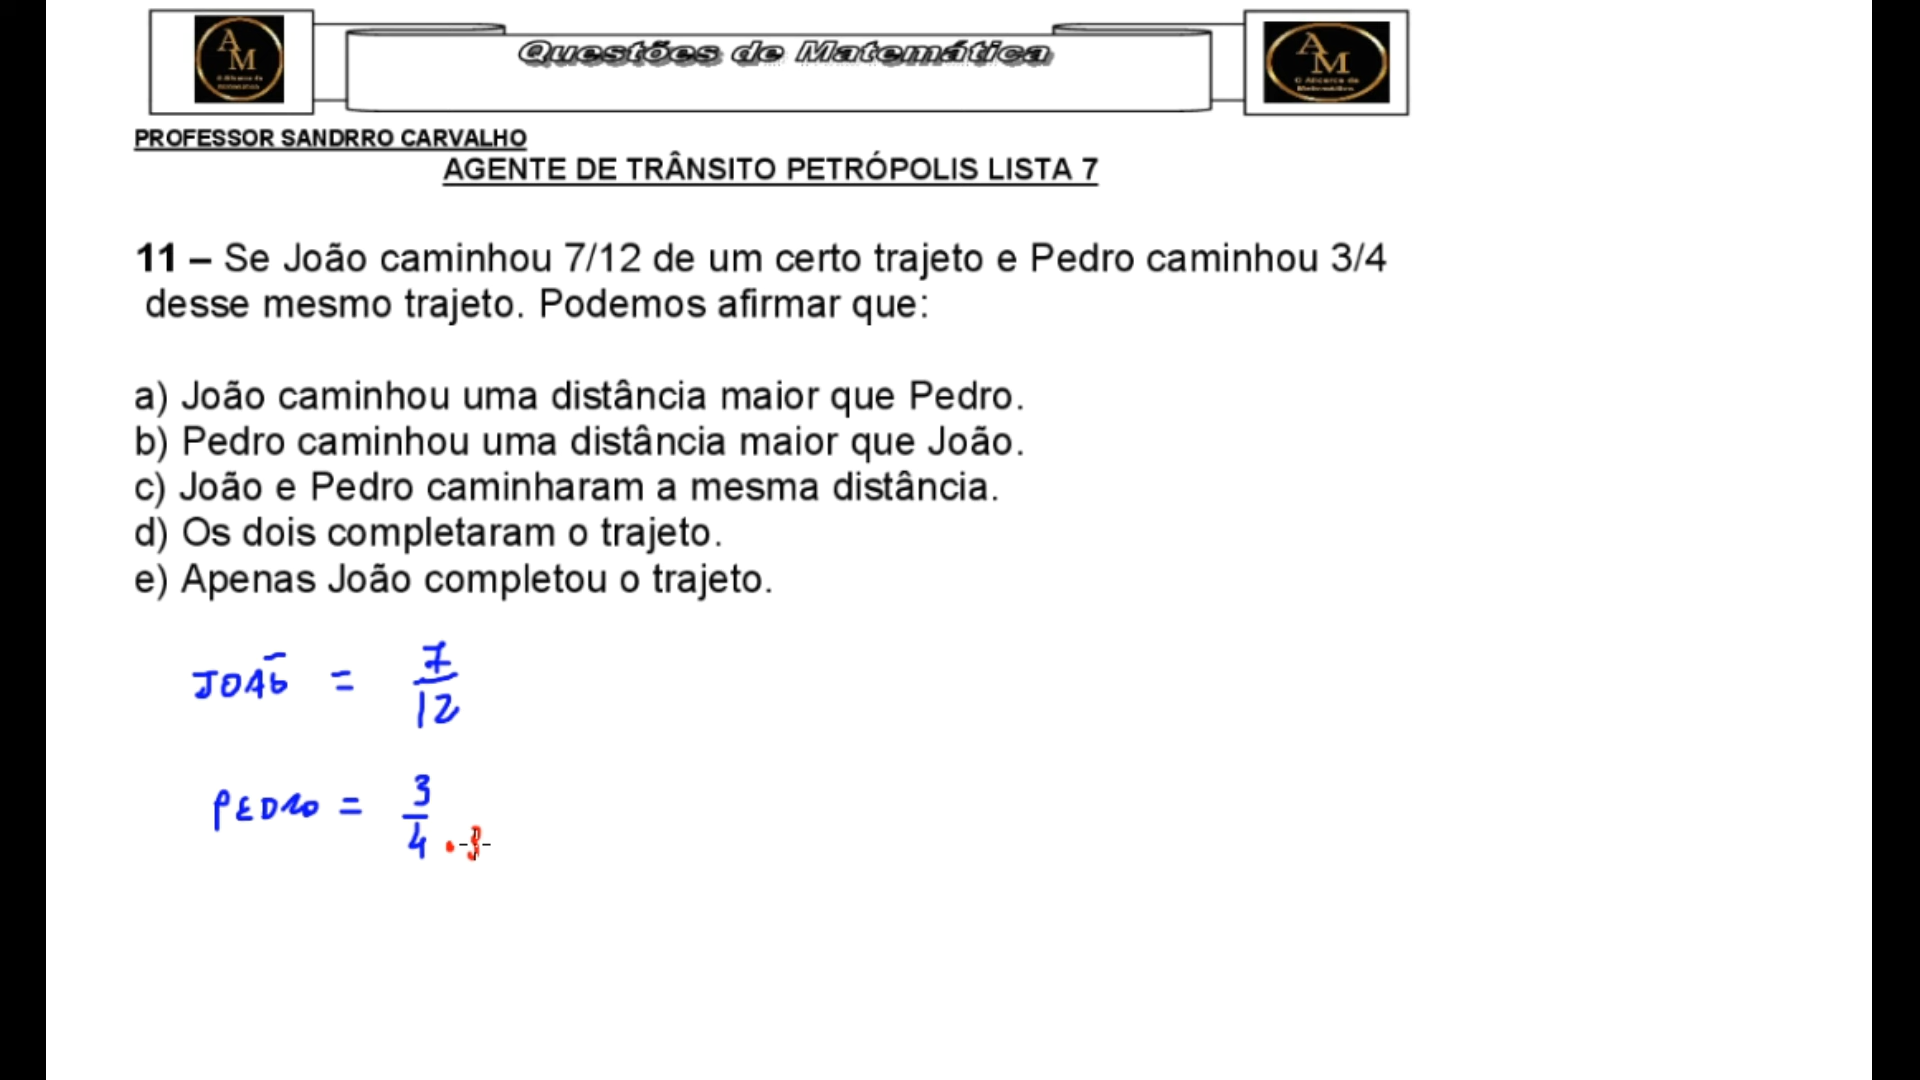 AM
Questões de Matemática
AM
PROFESSOR SANDRRO CARVALHO
AGENTE DE TRÂNSITO PETRÓPOLIS LISTA 7
11 – Se João caminhou 7/12 de um certo trajeto e Pedro caminhou 3/4
desse mesmo trajeto. Podemos afirmar que:
a) João caminhou uma distância maior que Pedro.
b) Pedro caminhou uma distância maior que João.
c) João e Pedro caminharam a mesma distância.
d) Os dois completaram o trajeto.
e) Apenas João completou o trajeto.
JOÃO = 7/12
PEDRO = 3/4 . 3